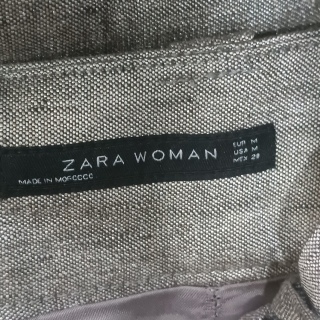 ZARA WOMAN
MADE IN MOROCCO
EUR M
USA M
MEX 28